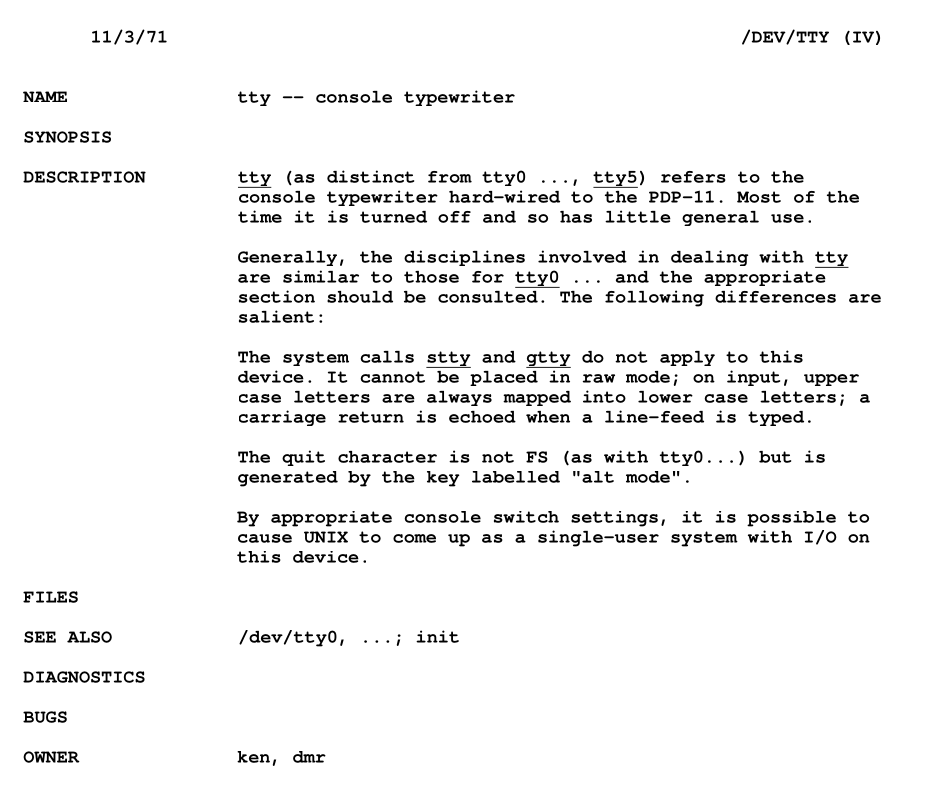 11/3/71 /DEV/TTY (IV)
NAME tty -- console typewriter
SYNOPSIS
DESCRIPTION tty (as distinct from tty0 ..., tty5) refers to the
console typewriter hard-wired to the PDP-11. Most of the
time it is turned off and so has little general use.
Generally, the disciplines involved in dealing with tty
are similar to those for tty0 ... and the appropriate
section should be consulted. The following differences are
salient:
The system calls stty and gtty do not apply to this
device. It cannot be placed in raw mode; on input, upper
case letters are always mapped into lower case letters; a
carriage return is echoed when a line-feed is typed.
The quit character is not FS (as with tty0...) but is
generated by the key labelled "alt mode".
By appropriate console switch settings, it is possible to
cause UNIX to come up as a single-user system with I/O on
this device.
FILES
SEE ALSO /dev/tty0, ...; init
DIAGNOSTICS
BUGS
OWNER ken, dmr